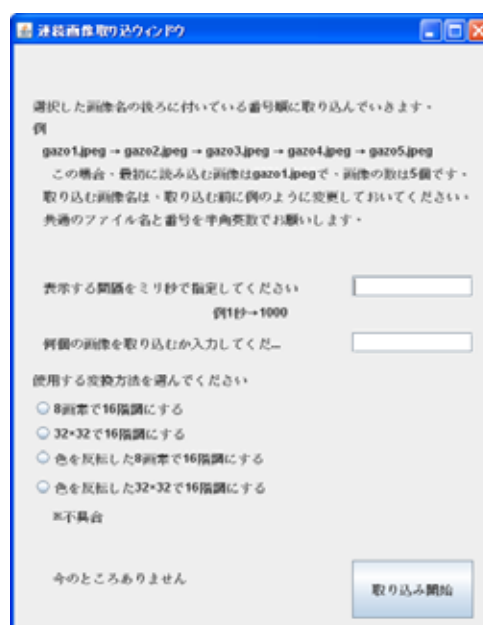 連続画像取り込みウィンドウ
選択した画像名の後ろに付いている番号順に取り込んでいきます。
例
gazo1.jpeg→gazo2.jpeg→gazo3.jpeg→gazo4.jpeg→gazo5.jpeg
この場合、最初に読み込む画像はgazo1.jpegで、画像の数は5個です。
取り込む画像名は、取り込む前に例のように変更しておいてください。
共通のファイル名と番号を半角英数でお願いします。
表示する間隔をミリ秒で指定してください
例1秒→1000
何個の画像を取り込むか入力してくだ...
使用する変換方法を選んでください
8画素で16階調にする
32×32で16階調にする
色を反転した8画素で16階調にする
色を反転した32×32で16階調にする
※不具合
今のところありません
取り込み開始